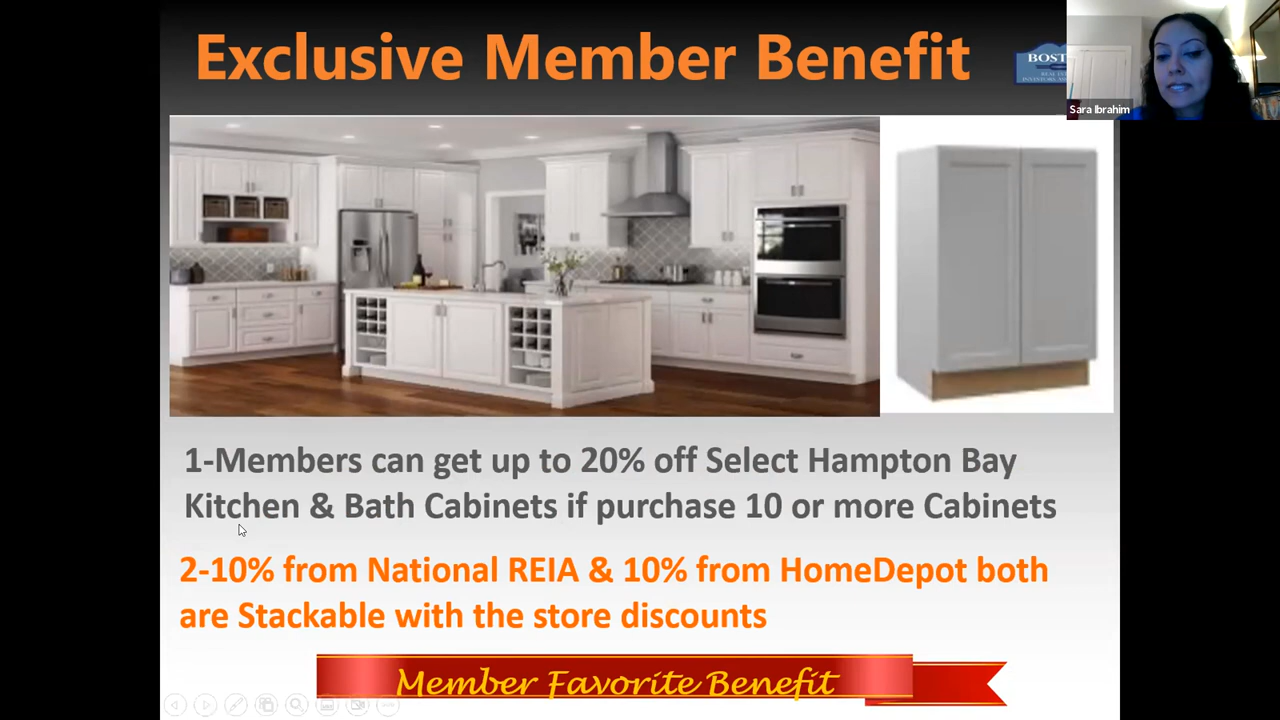 Exclusive Member Benefit
BOST
Sara Ibrahim
1-Members can get up to 20% off Select Hampton Bay
Kitchen & Bath Cabinets if purchase 10 or more Cabinets
2-10% from National REIA & 10% from HomeDepot both
are Stackable with the store discounts
Member Favorite Benefit